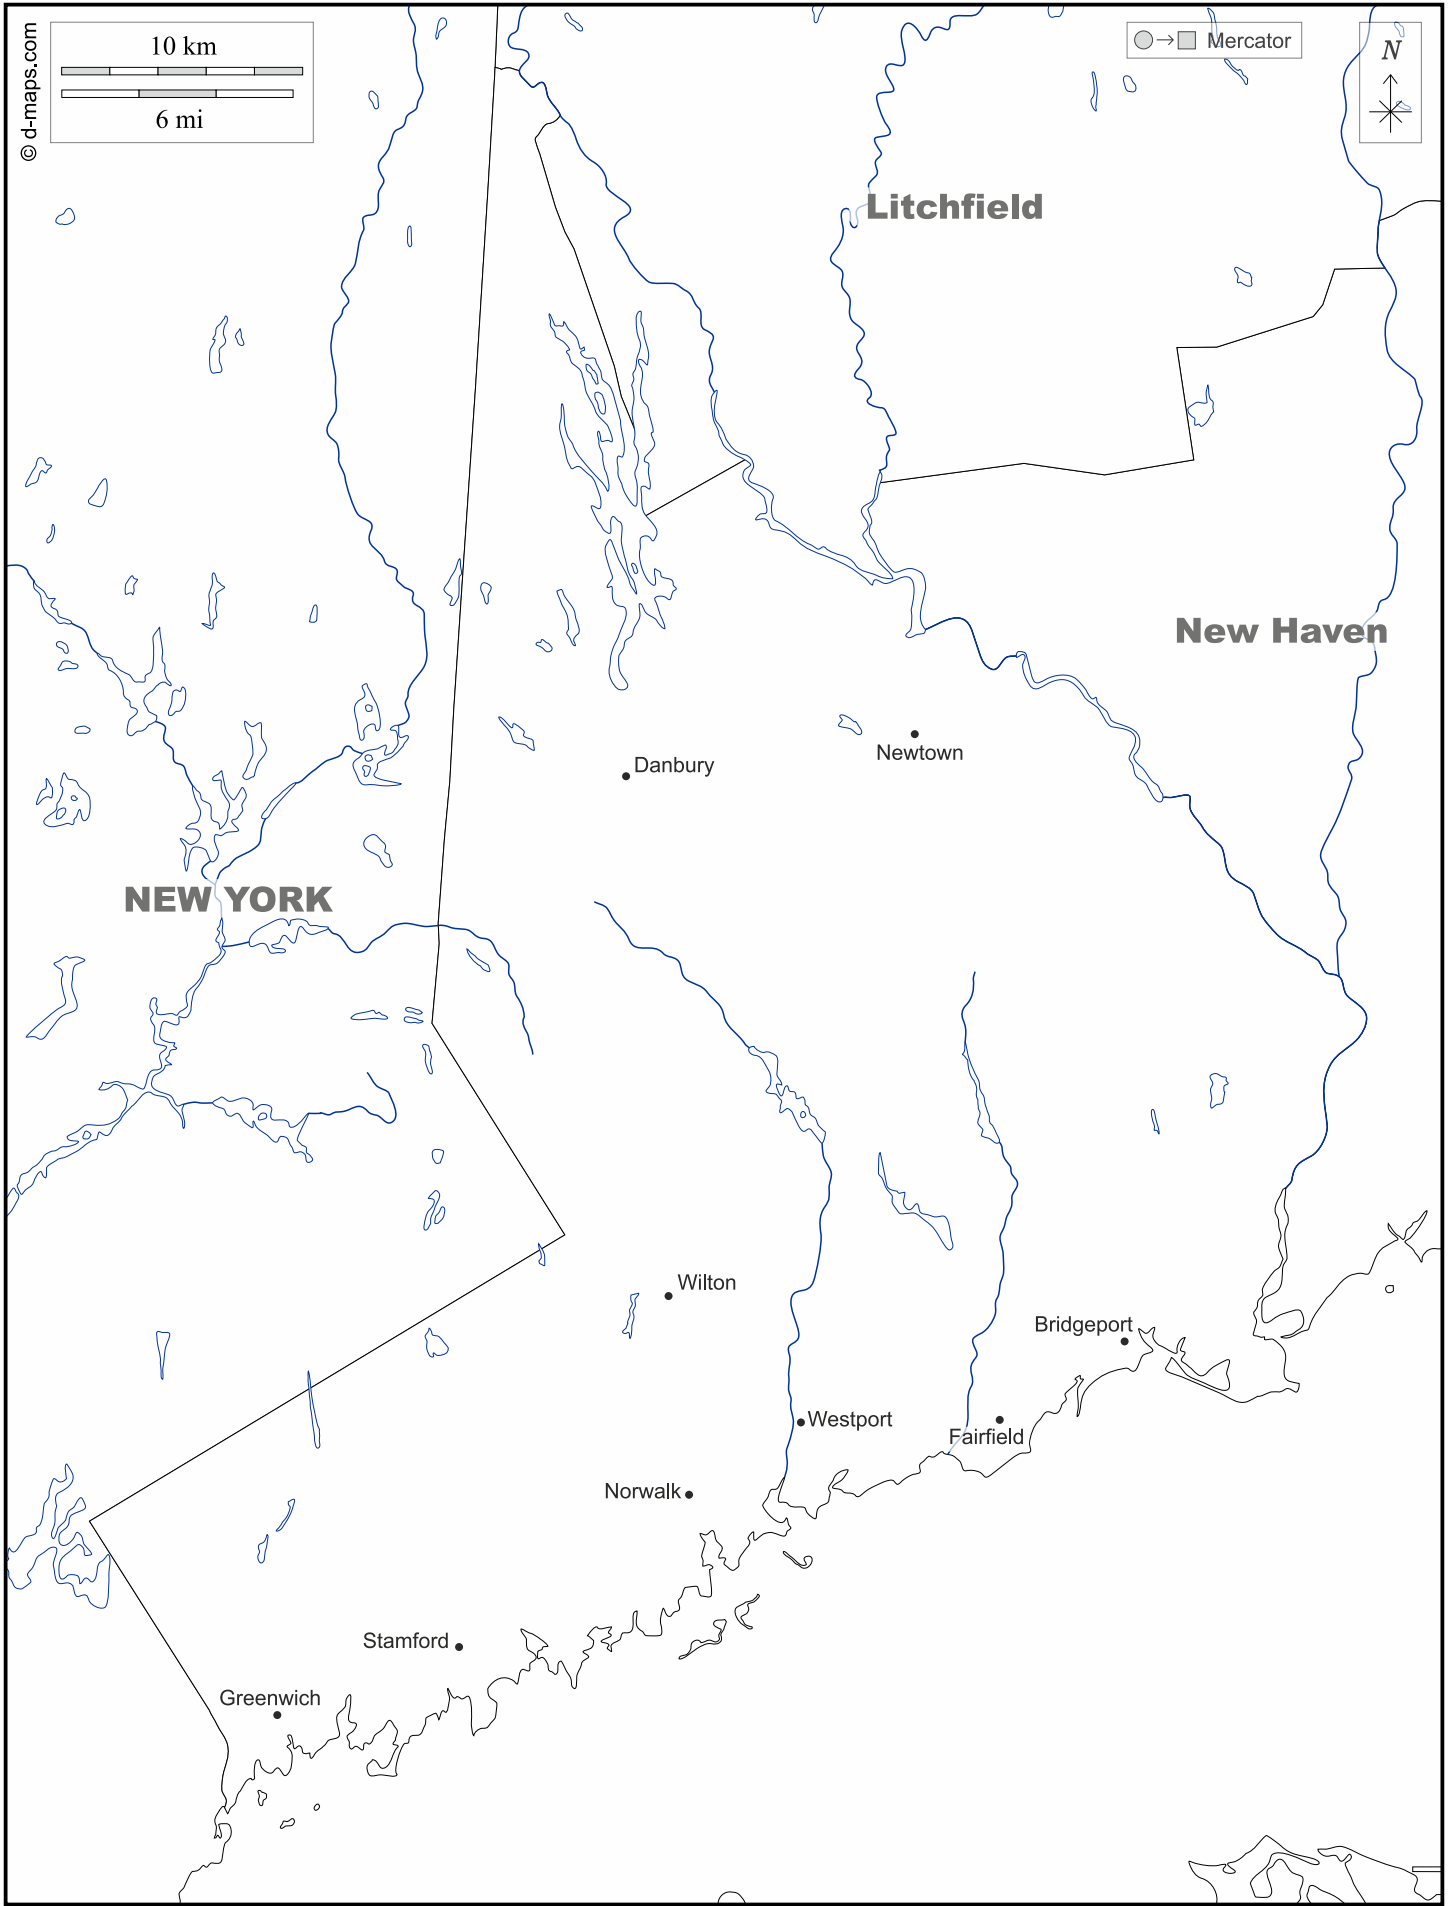 10 km
6 mi
© d-maps.com
Mercator
N
Litchfield
New Haven
Newtown
Danbury
NEW YORK
Wilton
Bridgeport
Westport
Fairfield
Norwalk
Stamford
Greenwich